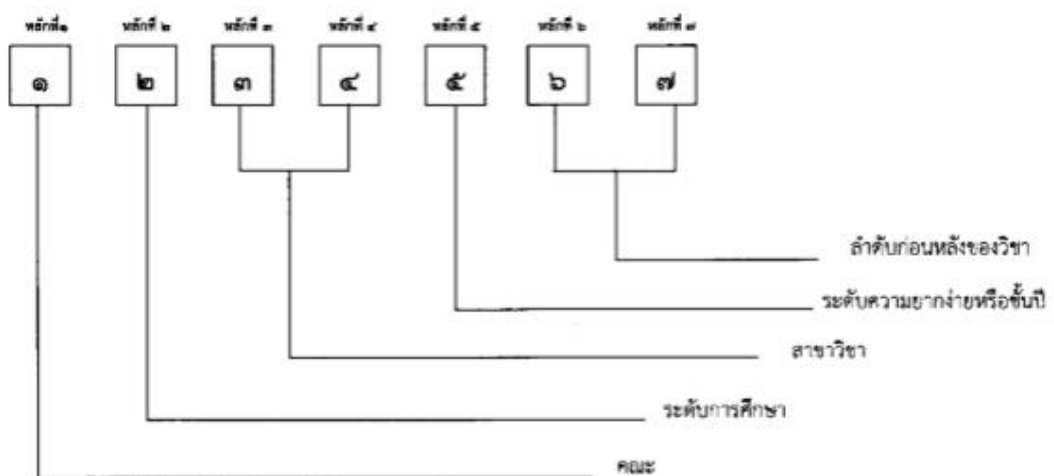 หลักที่๑ หลักที่ ๒ หลักที่ ๓ หลักที่ ๔ หลักที่ ๕ หลักที่ ๖ หลักที่ ๗
๑ ๒ ๓ ๔ ๕ ๖ ๗
ลำดับก่อนหลังของวิชา
ระดับความยากง่ายหรือชั้นปี
สาขาวิชา
ระดับการศึกษา
คณะ